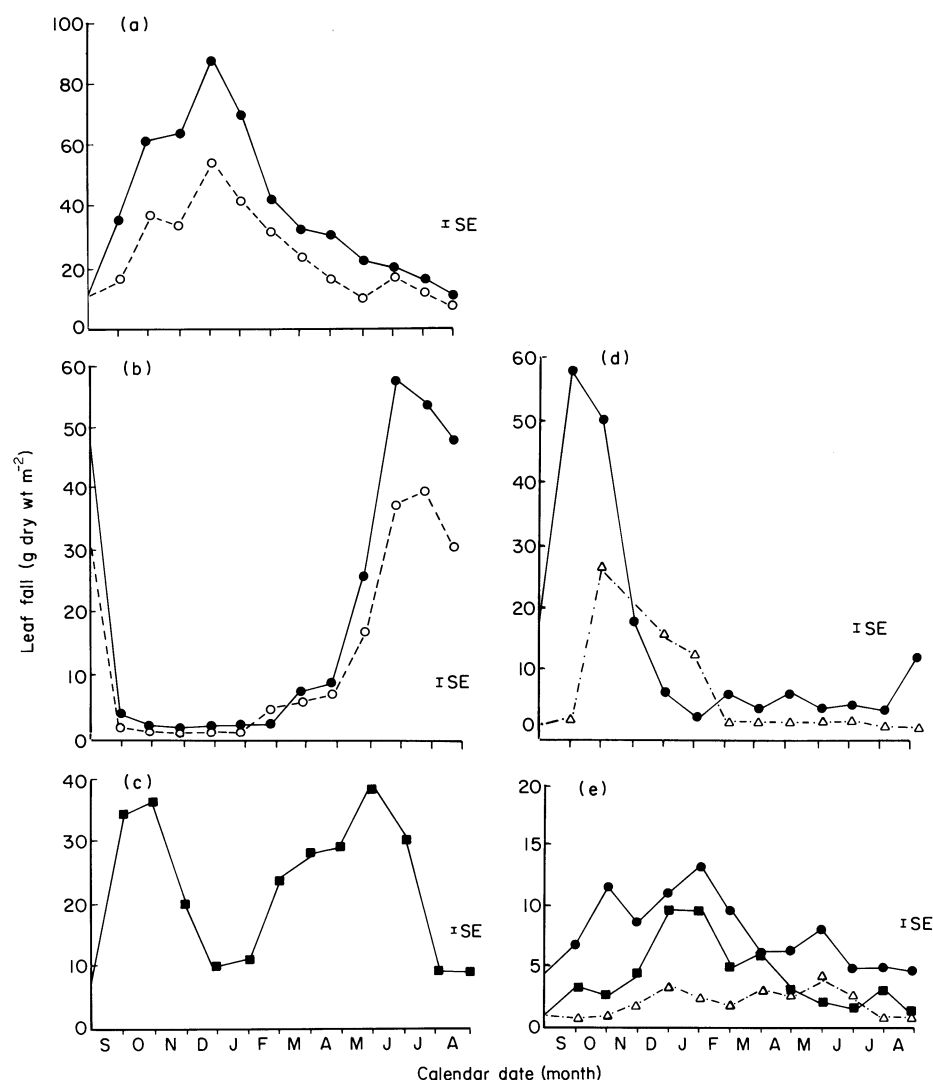 (a)
100
80
60
40
20
0
I SE
(b)
60
50
40
30
20
10
0
I SE
(d)
60
50
40
30
20
10
0
I SE
Leaf fall (g dry wt m⁻²)
(c)
40
30
20
10
0
I SE
S O N D J F M A M J J A
(e)
20
15
10
5
0
I SE
S O N D J F M A M J J A
Calendar date (month)